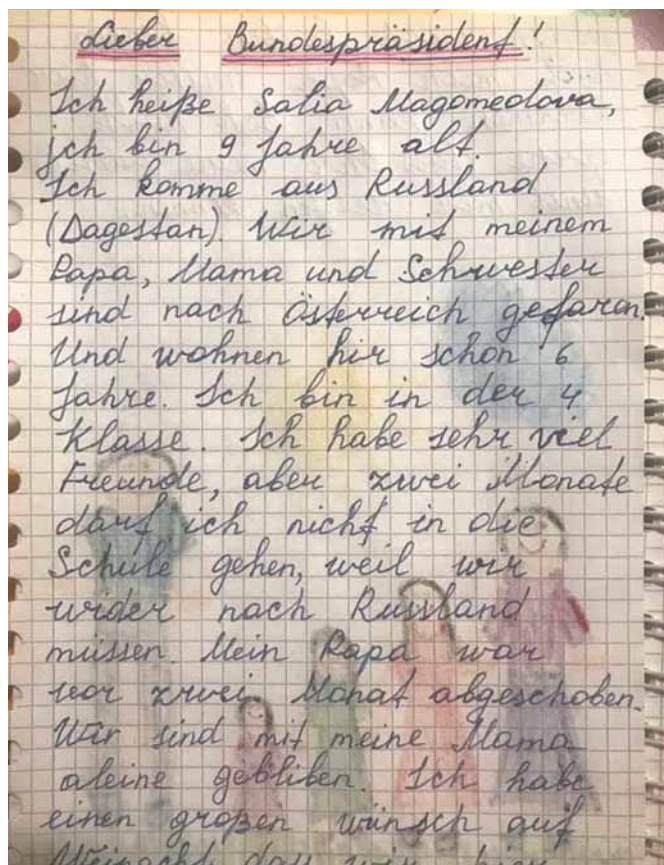 Lieber Bundespräsident!
Ich heiße Salia Magomedova,
ich bin 9 Jahre alt.
Ich komme aus Russland
(Dagestan). Wir mit meinem
Papa, Mama und Schwester
sind nach Österreich gefaren.
Und wohnen hir schon 6
Jahre. Ich bin in der 4
Klasse. Ich habe sehr viel
Freunde, aber zwei Monate
darf ich nicht in die
Schule gehen, weil wir
wider nach Russland
müssen. Mein Papa war
vor zwei Monat abgeschoben.
Wir sind mit meine Mama
aleine gebliben. Ich habe
einen großen wünsch auf
Weinacht das wir hier